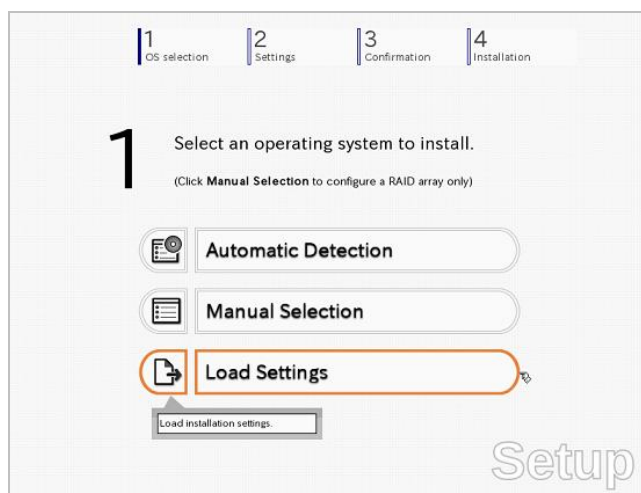 1
OS selection
2
Settings
3
Confirmation
4
Installation
1
Select an operating system to install.
(Click Manual Selection to configure a RAID array only)
Automatic Detection
Manual Selection
Load Settings
Load installation settings.
Setup